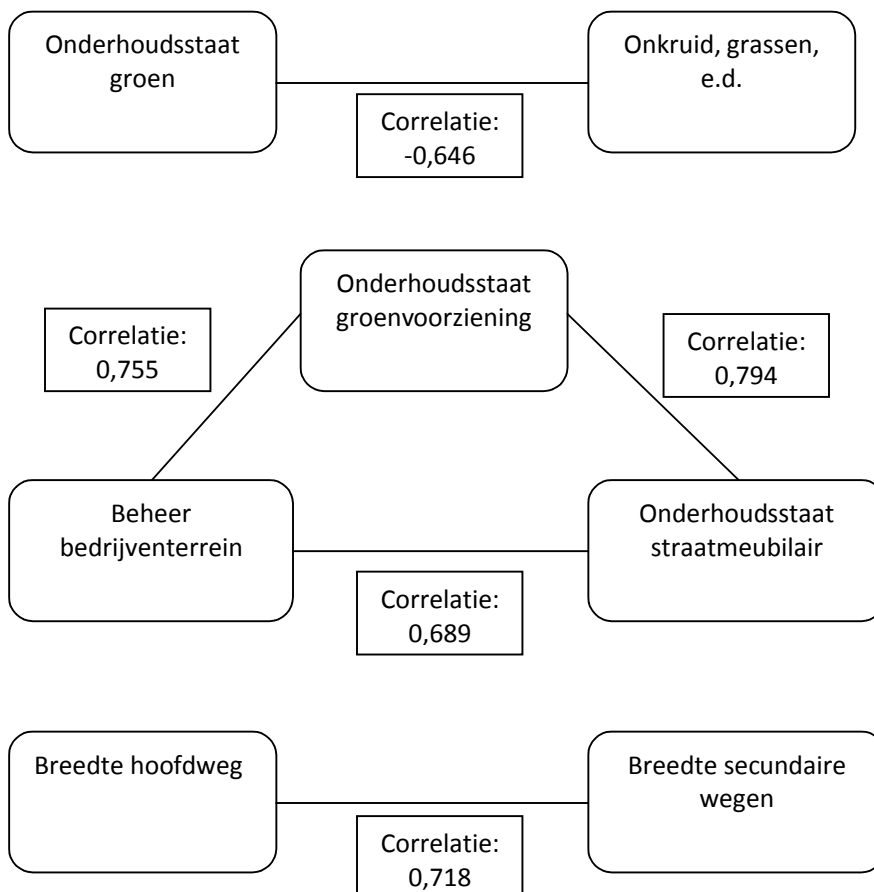 Onderhoudsstaat
groen
Onkruid, grassen,
e.d.
Correlatie:
-0,646
Onderhoudsstaat
groenvoorziening
Correlatie:
0,755
Correlatie:
0,794
Beheer
bedrijventerrein
Onderhoudsstaat
straatmeubilair
Correlatie:
0,689
Breedte hoofdweg
Breedte secundaire
wegen
Correlatie:
0,718